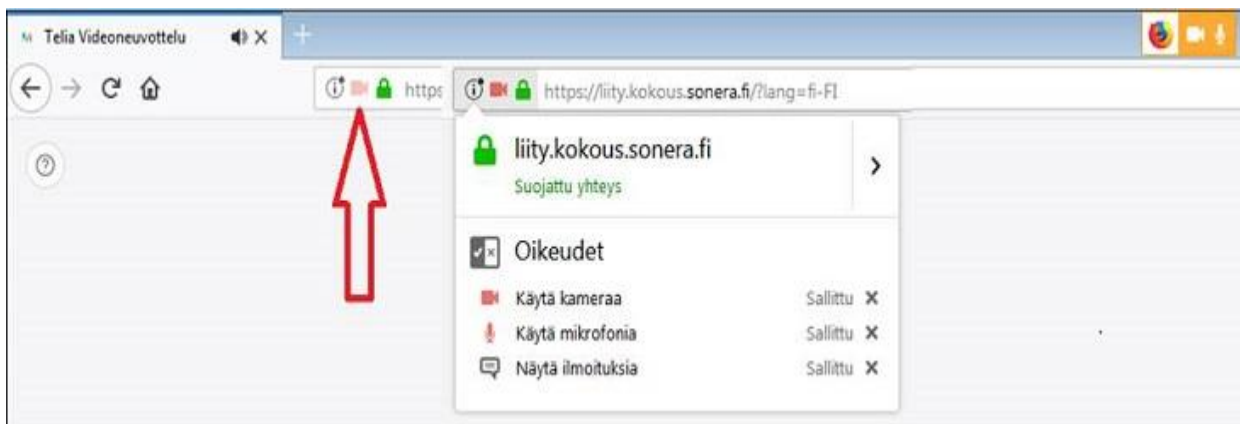 Telia Videoneuvottelu
https
https://liity.kokous.sonera.fi/?lang=fi-FI
liity.kokous.sonera.fi
Suojattu yhteys
Oikeudet
Käytä kameraa Sallittu
Käytä mikrofonia Sallittu
Näytä ilmoituksia Sallittu